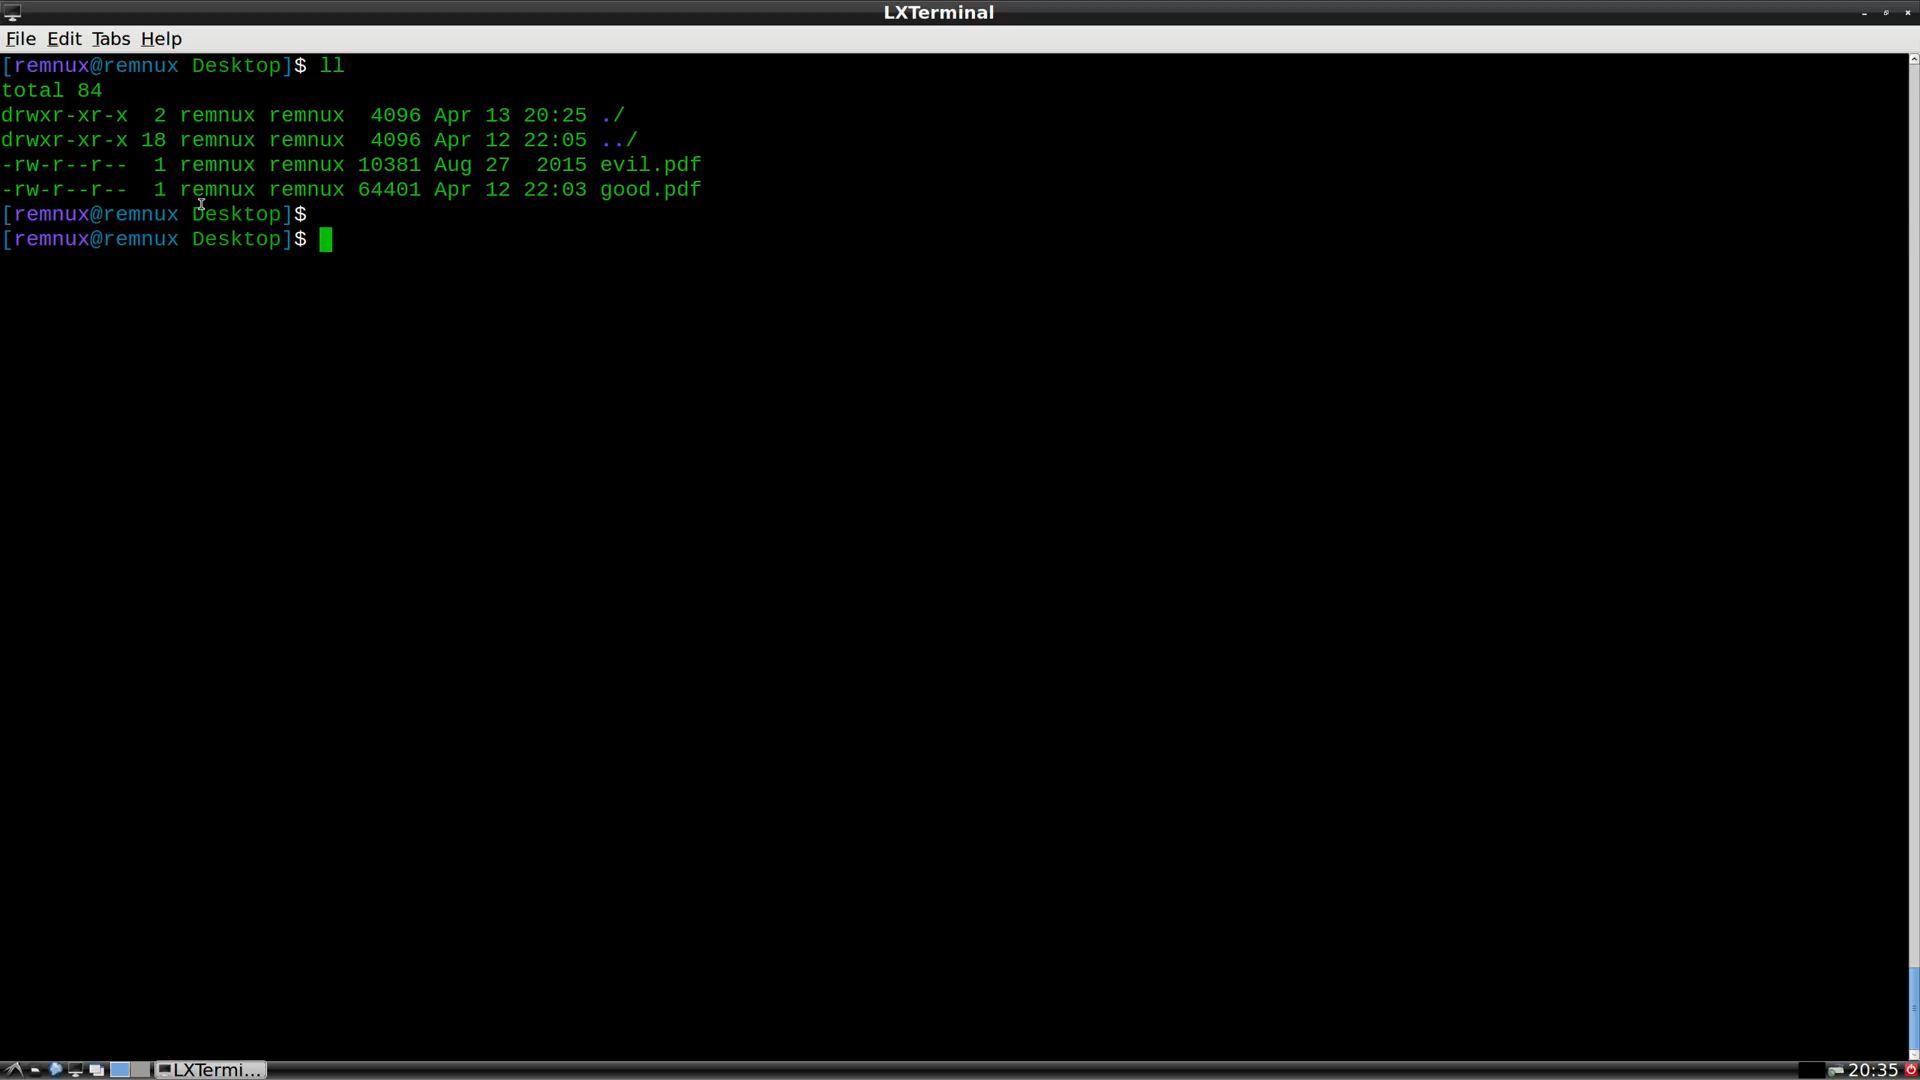 LXTerminal
File Edit Tabs Help
[remnux@remnux Desktop]$ ll
total 84
drwxr-xr-x  2 remnux remnux  4096 Apr 13 20:25 ./
drwxr-xr-x 18 remnux remnux  4096 Apr 12 22:05 ../
-rw-r--r--  1 remnux remnux 10381 Aug 27  2015 evil.pdf
-rw-r--r--  1 remnux remnux 64401 Apr 12 22:03 good.pdf
[remnux@remnux Desktop]$
[remnux@remnux Desktop]$
LXTermi... 20:35